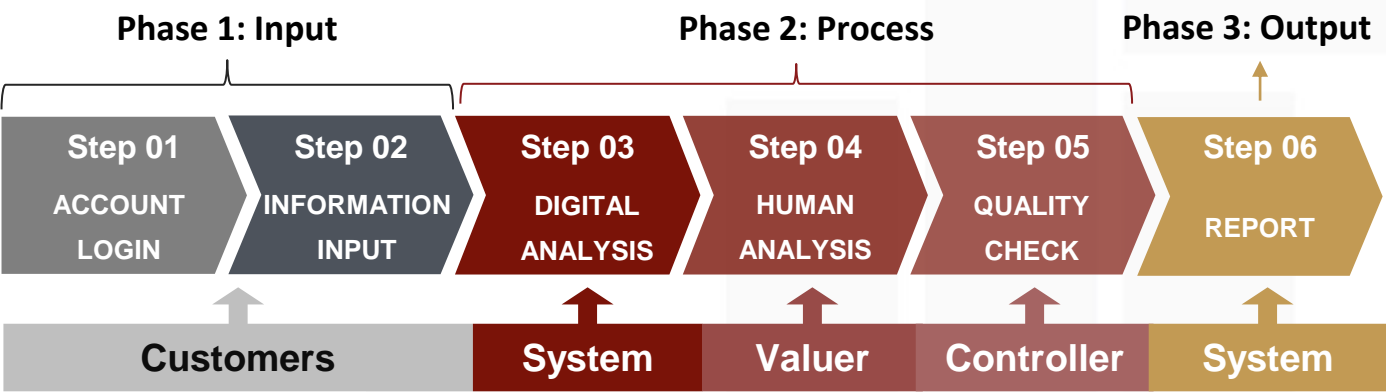 Phase 1: Input
Phase 2: Process
Phase 3: Output
Step 01
ACCOUNT
LOGIN
Step 02
INFORMATION
INPUT
Step 03
DIGITAL
ANALYSIS
Step 04
HUMAN
ANALYSIS
Step 05
QUALITY
CHECK
Step 06
REPORT
Customers
System
Valuer
Controller
System